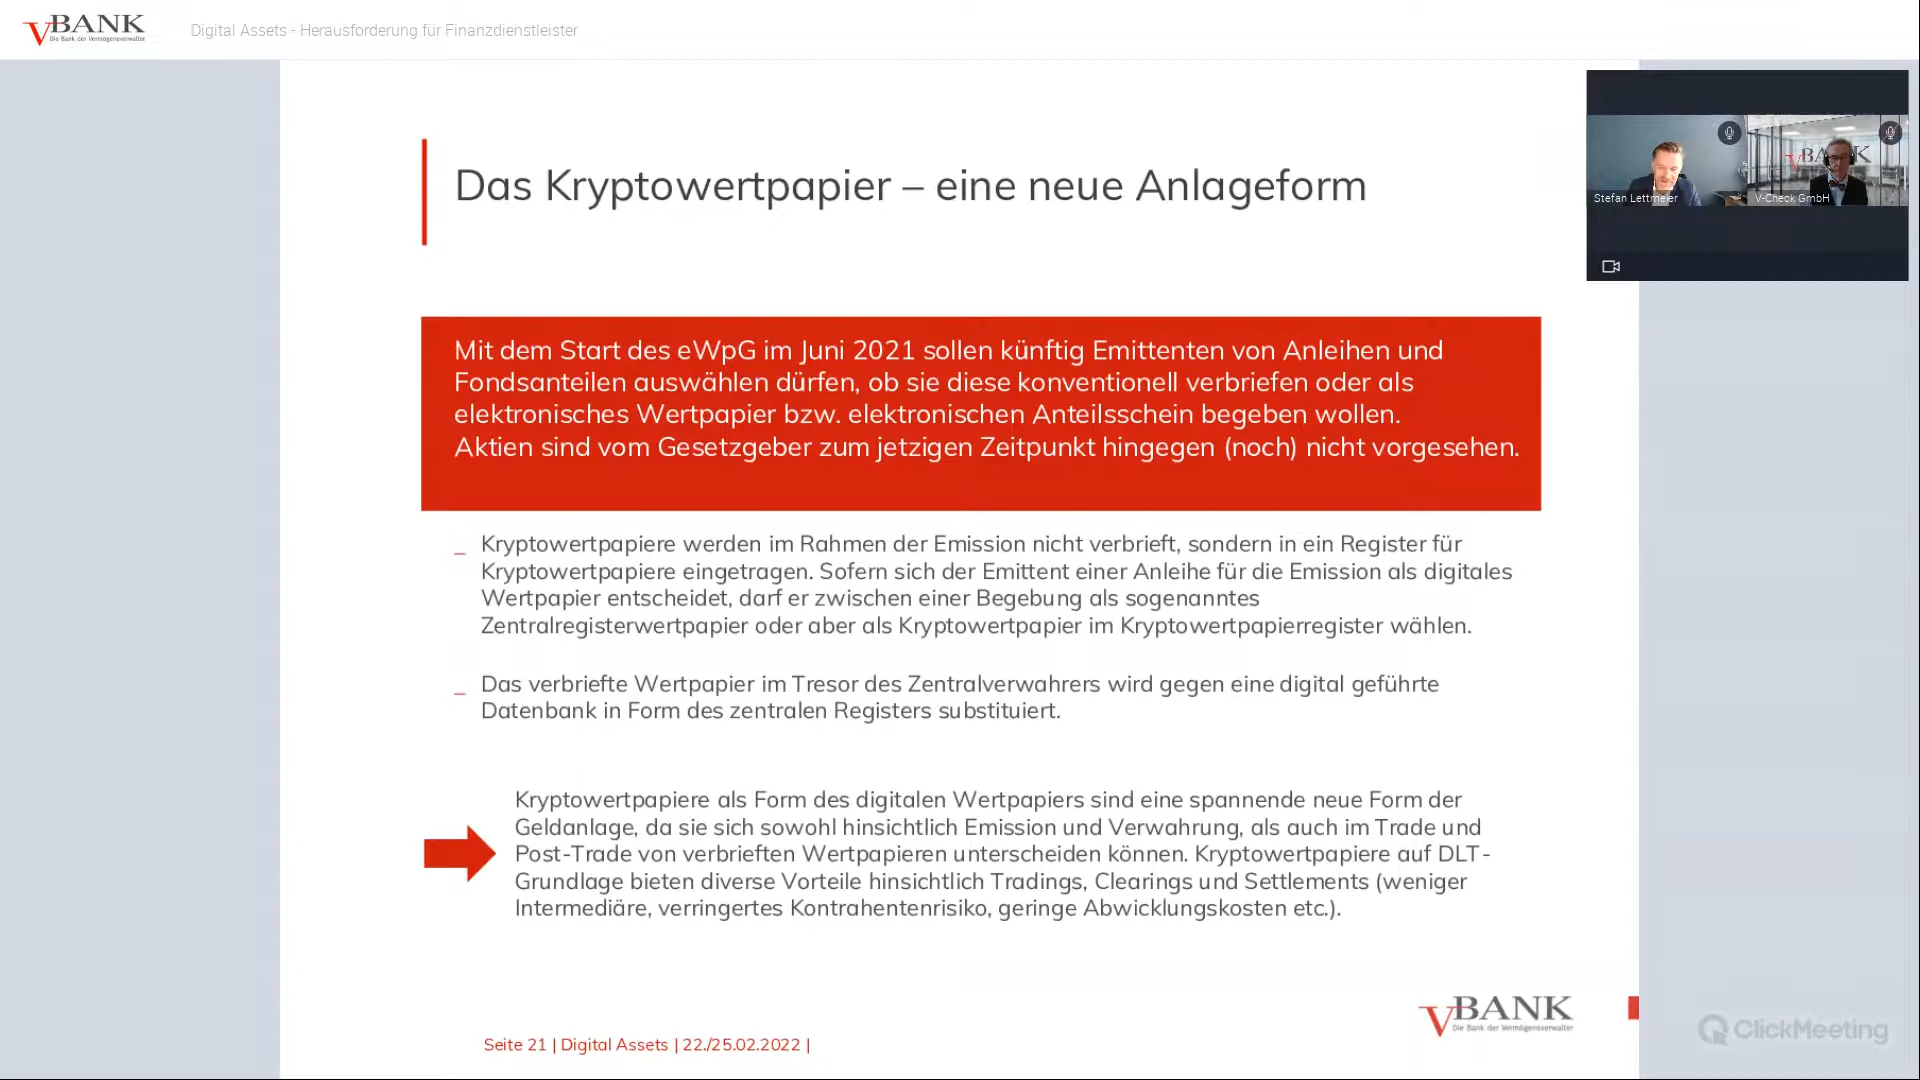 VBANK
Die Bank der Vermögensverwalter
Digital Assets - Herausforderung für Finanzdienstleister
Das Kryptowertpapier – eine neue Anlageform
VBANK
Stefan Lettmeier
V-Check GmbH
Mit dem Start des eWpG im Juni 2021 sollen künftig Emittenten von Anleihen und
Fondsanteilen auswählen dürfen, ob sie diese konventionell verbriefen oder als
elektronisches Wertpapier bzw. elektronischen Anteilsschein begeben wollen.
Aktien sind vom Gesetzgeber zum jetzigen Zeitpunkt hingegen (noch) nicht vorgesehen.
_ Kryptowertpapiere werden im Rahmen der Emission nicht verbrieft, sondern in ein Register für
Kryptowertpapiere eingetragen. Sofern sich der Emittent einer Anleihe für die Emission als digitales
Wertpapier entscheidet, darf er zwischen einer Begebung als sogenanntes
Zentralregisterwertpapier oder aber als Kryptowertpapier im Kryptowertpapierregister wählen.
_ Das verbriefte Wertpapier im Tresor des Zentralverwahrers wird gegen eine digital geführte
Datenbank in Form des zentralen Registers substituiert.
Kryptowertpapiere als Form des digitalen Wertpapiers sind eine spannende neue Form der
Geldanlage, da sie sich sowohl hinsichtlich Emission und Verwahrung, als auch im Trade und
Post-Trade von verbrieften Wertpapieren unterscheiden können. Kryptowertpapiere auf DLT-
Grundlage bieten diverse Vorteile hinsichtlich Tradings, Clearings und Settlements (weniger
Intermediäre, verringertes Kontrahentenrisiko, geringe Abwicklungskosten etc.).
VBANK
Die Bank der Vermögensverwalter
Seite 21 | Digital Assets | 22./25.02.2022 |
ClickMeeting